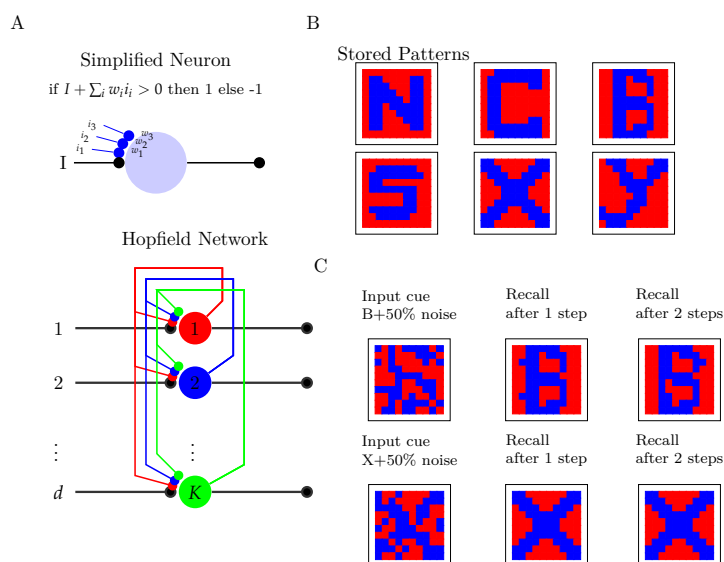 A
Simplified Neuron
if I + ∑ᵢ wᵢiᵢ > 0 then 1 else -1
i₃
i₂
i₁
w₃
w₂
w₁
I
Hopfield Network
1
1
2
2
⋮
⋮
d
K
B
Stored Patterns
N C B
S X y
C
Input cue
B+50% noise
Recall
after 1 step
Recall
after 2 steps
Input cue
X+50% noise
Recall
after 1 step
Recall
after 2 steps